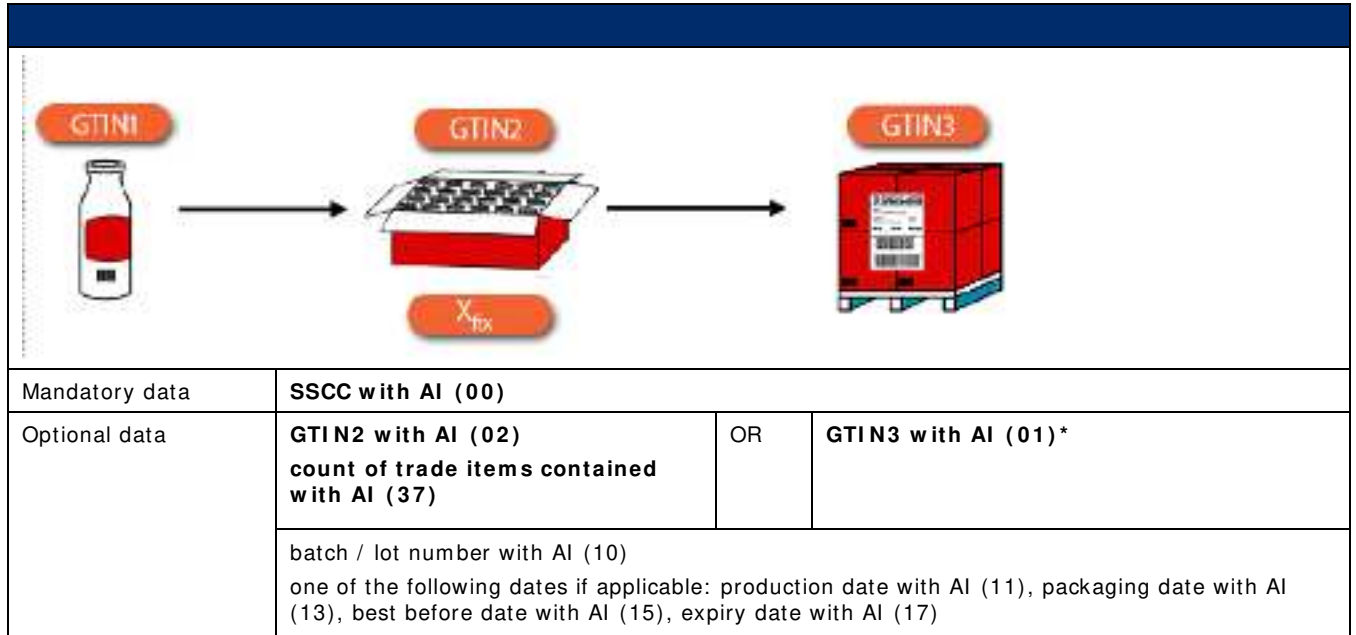 GTIN1
GTIN2
GTIN3
Xfix
Mandatory data
SSCC with AI (00)
Optional data
GTIN2 with AI (02)
count of trade items contained
with AI (37)
OR
GTIN3 with AI (01)*
batch / lot number with AI (10)
one of the following dates if applicable: production date with AI (11), packaging date with AI
(13), best before date with AI (15), expiry date with AI (17)